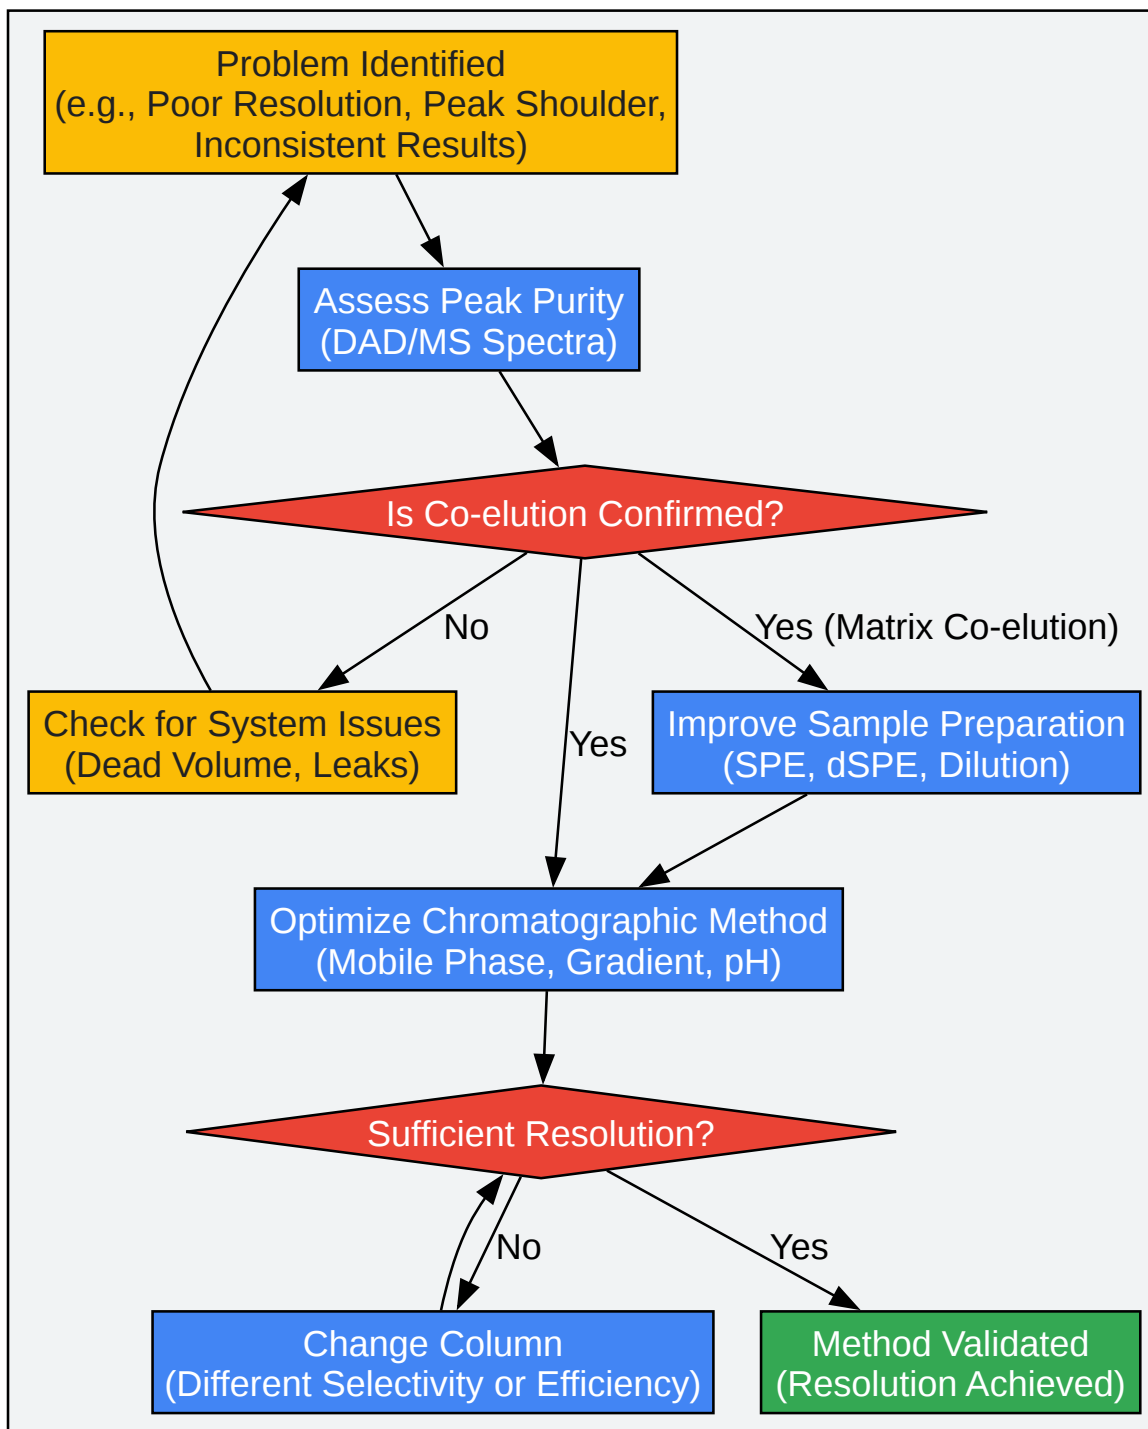 Problem Identified
(e.g., Poor Resolution, Peak Shoulder,
Inconsistent Results)
Assess Peak Purity
(DAD/MS Spectra)
Is Co-elution Confirmed?
No
Yes (Matrix Co-elution)
Check for System Issues
(Dead Volume, Leaks)
Yes
Improve Sample Preparation
(SPE, dSPE, Dilution)
Optimize Chromatographic Method
(Mobile Phase, Gradient, pH)
Sufficient Resolution?
No
Yes
Change Column
(Different Selectivity or Efficiency)
Method Validated
(Resolution Achieved)